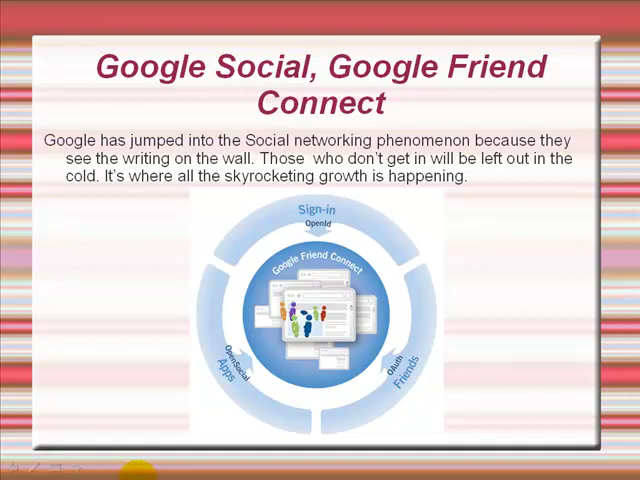 Google Social, Google Friend
Connect
Google has jumped into the Social networking phenomenon because they
see the writing on the wall. Those  who don't get in will be left out in the
cold. It's where all the skyrocketing growth is happening.
Sign-in
OpenId
Google Friend Connect
OpenSocial
Apps
OAuth
Friends